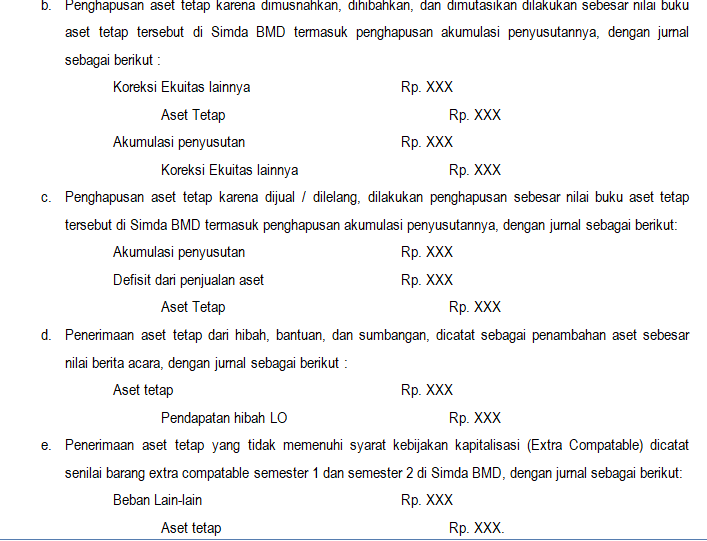 b. Penghapusan aset tetap karena dimusnahkan, dihibahkan, dan dimutasikan dilakukan sebesar nilai buku
aset tetap tersebut di Simda BMD termasuk penghapusan akumulasi penyusutannya, dengan jurnal
sebagai berikut :
Koreksi Ekuitas lainnya Rp. XXX
Aset Tetap Rp. XXX
Akumulasi penyusutan Rp. XXX
Koreksi Ekuitas lainnya Rp. XXX
c. Penghapusan aset tetap karena dijual / dilelang, dilakukan penghapusan sebesar nilai buku aset tetap
tersebut di Simda BMD termasuk penghapusan akumulasi penyusutannya, dengan jurnal sebagai berikut:
Akumulasi penyusutan Rp. XXX
Defisit dari penjualan aset Rp. XXX
Aset Tetap Rp. XXX
d. Penerimaan aset tetap dari hibah, bantuan, dan sumbangan, dicatat sebagai penambahan aset sebesar
nilai berita acara, dengan jurnal sebagai berikut :
Aset tetap Rp. XXX
Pendapatan hibah LO Rp. XXX
e. Penerimaan aset tetap yang tidak memenuhi syarat kebijakan kapitalisasi (Extra Compatable) dicatat
senilai barang extra compatable semester 1 dan semester 2 di Simda BMD, dengan jurnal sebagai berikut:
Beban Lain-lain Rp. XXX
Aset tetap Rp. XXX.